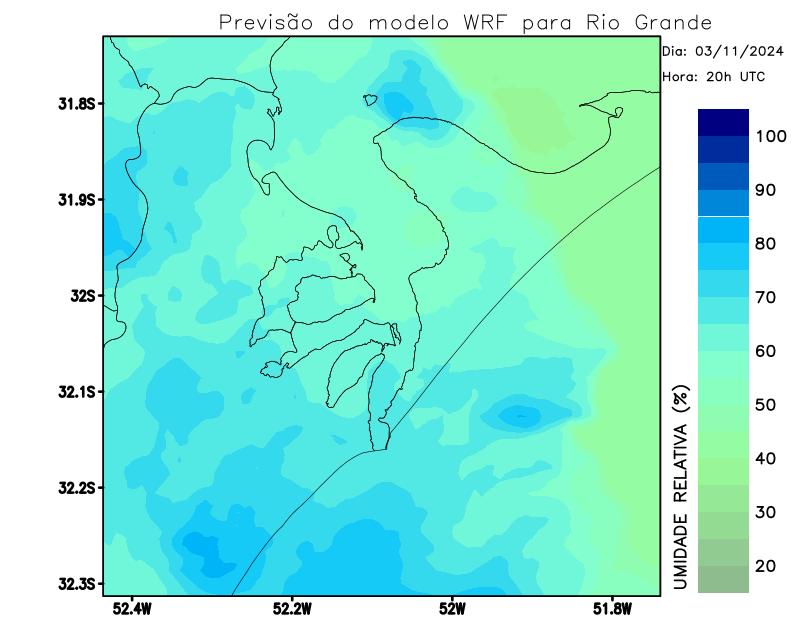 Previsão do modelo WRF para Rio Grande
Dia: 03/11/2024
Hora: 20h UTC
31.8S
31.9S
32S
32.1S
32.2S
32.3S
52.4W
52.2W
52W
51.8W
100
90
80
70
60
50
40
30
20
UMIDADE RELATIVA (%)